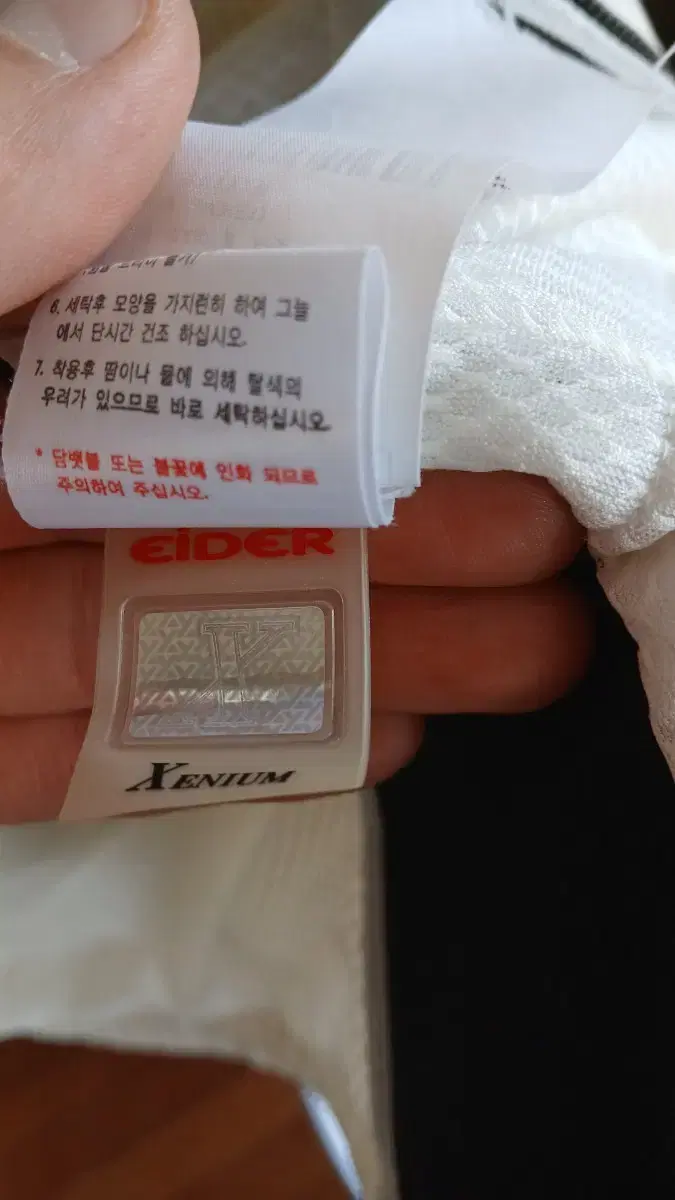 6. 세탁후 모양을 가지런히 하여 그늘
에서 단시간 건조 하십시오.
7. 착용후 땀이나 물에 의해 탈색의
우려가 있으므로 바로 세탁하십시오.
* 담뱃불 또는 불꽃에 인화 되므로
주의하여 주십시오.
EiDER
X
XENIUM